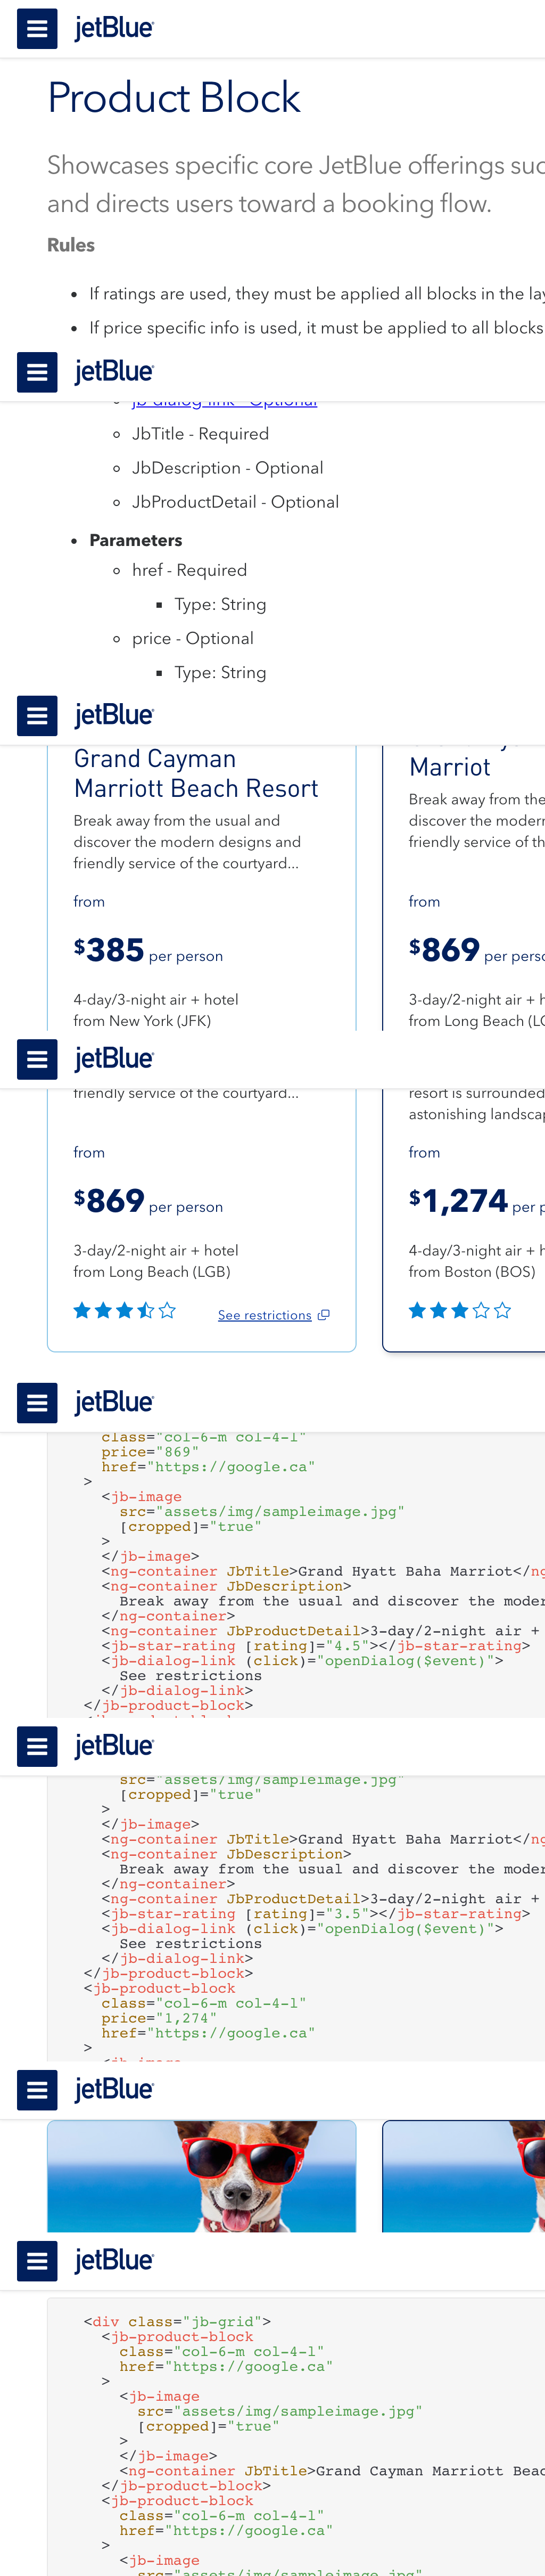 jetBlue
Product Block
Showcases specific core JetBlue offerings
and directs users toward a booking flow.
Rules
If ratings are used, they must be applied all blocks in the
If price specific info is used, it must be applied to all blocks
jetBlue
jb-dialog-link - Optional
JbTitle - Required
JbDescription - Optional
JbProductDetail - Optional
Parameters
href - Required
Type: String
price - Optional
Type: String
jetBlue
Grand Cayman
Marriott Beach Resort
Break away from the usual and
discover the modern designs and
friendly service of the courtyard...
from
$385 per person
4-day/3-night air + hotel
from New York (JFK)
Marriot
Break away from the
discover the
friendly service of
from
$869 per
3-day/2-night air +
from Long Beach
jetBlue
friendly service of the courtyard...
from
$869 per person
3-day/2-night air + hotel
from Long Beach (LGB)
See restrictions
resort is surrounded
astonishing
from
$1,274 per
4-day/3-night air +
from Boston (BOS)
jetBlue
class="col-6-m col-4-l"
price="869"
href="https://google.ca"
>
<jb-image
src="assets/img/sampleimage.jpg"
[cropped]="true"
>
</jb-image>
<ng-container JbTitle>Grand Hyatt Baha Marriot</ng
<ng-container JbDescription>
Break away from the usual and discover the
</ng-container>
<ng-container JbProductDetail>3-day/2-night air +
<jb-star-rating [rating]="4.5"></jb-star-rating>
<jb-dialog-link (click)="openDialog($event)">
See restrictions
</jb-dialog-link>
</jb-product-block>
jetBlue
src="assets/img/sampleimage.jpg"
[cropped]="true"
>
</jb-image>
<ng-container JbTitle>Grand Hyatt Baha Marriot</ng
<ng-container JbDescription>
Break away from the usual and discover the
</ng-container>
<ng-container JbProductDetail>3-day/2-night air +
<jb-star-rating [rating]="3.5"></jb-star-rating>
<jb-dialog-link (click)="openDialog($event)">
See restrictions
</jb-dialog-link>
</jb-product-block>
<jb-product-block
class="col-6-m col-4-l"
price="1,274"
href="https://google.ca"
>
<jb-image
jetBlue
jetBlue
<div class="jb-grid">
<jb-product-block
class="col-6-m col-4-l"
href="https://google.ca"
>
<jb-image
src="assets/img/sampleimage.jpg"
[cropped]="true"
>
</jb-image>
<ng-container JbTitle>Grand Cayman Marriott
</jb-product-block>
<jb-product-block
class="col-6-m col-4-l"
href="https://google.ca"
>
<jb-image
src="assets/img/sampleimage.jpg"